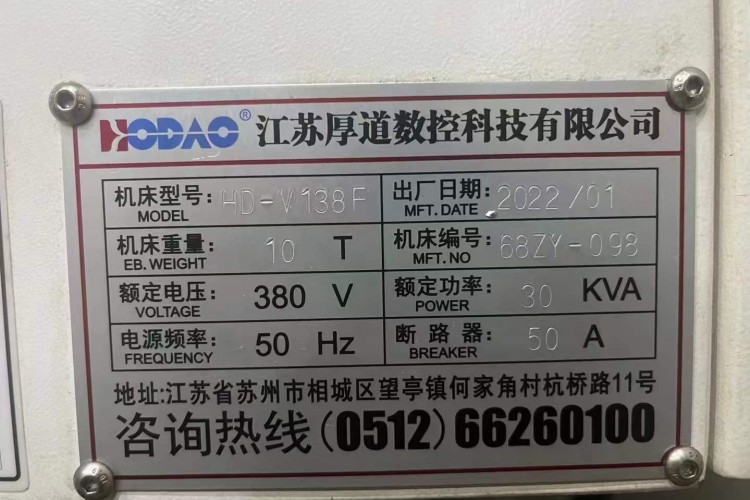 HODAO® 江苏厚道数控科技有限公司
机床型号: HD-V138F 出厂日期: 2022/01
MODEL MFT. DATE
机床重量: 10 T 机床编号: 68ZY-098
EB. WEIGHT MFT. NO
额定电压: 380 V 额定功率: 30 KVA
VOLTAGE POWER
电源频率: 50 Hz 断路器: 50 A
FREQUENCY BREAKER
地址:江苏省苏州市相城区望亭镇何家角村杭桥路11号
咨询热线(0512)66260100